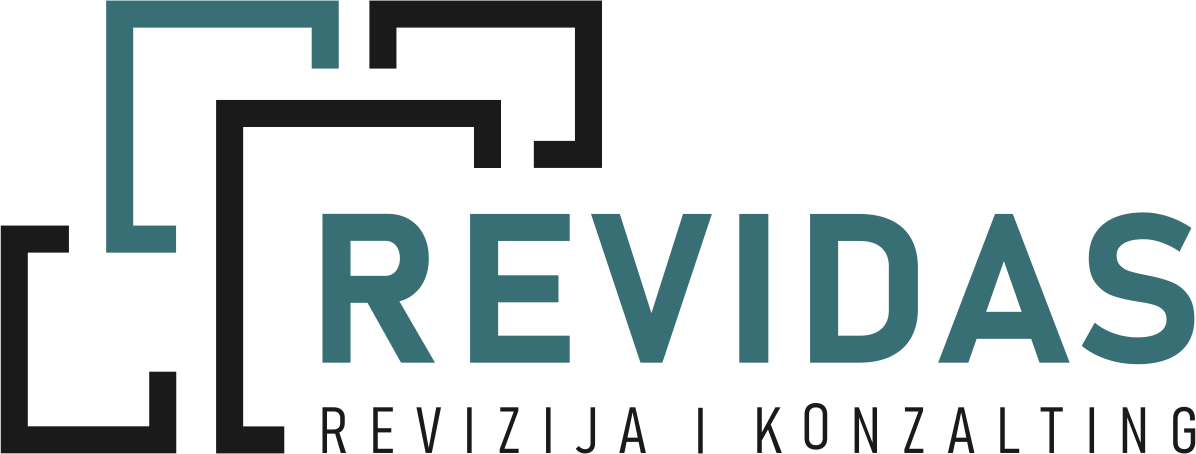 REVIDAS
REVIZIJA I KONZALTING